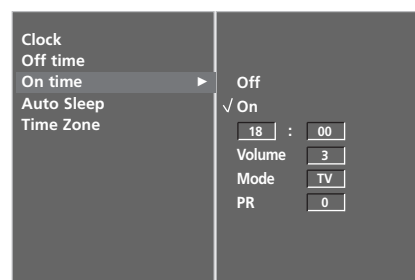 Clock
Off time
On time ►
Auto Sleep
Time Zone
Off
√ On
18 : 00
Volume 3
Mode TV
PR 0